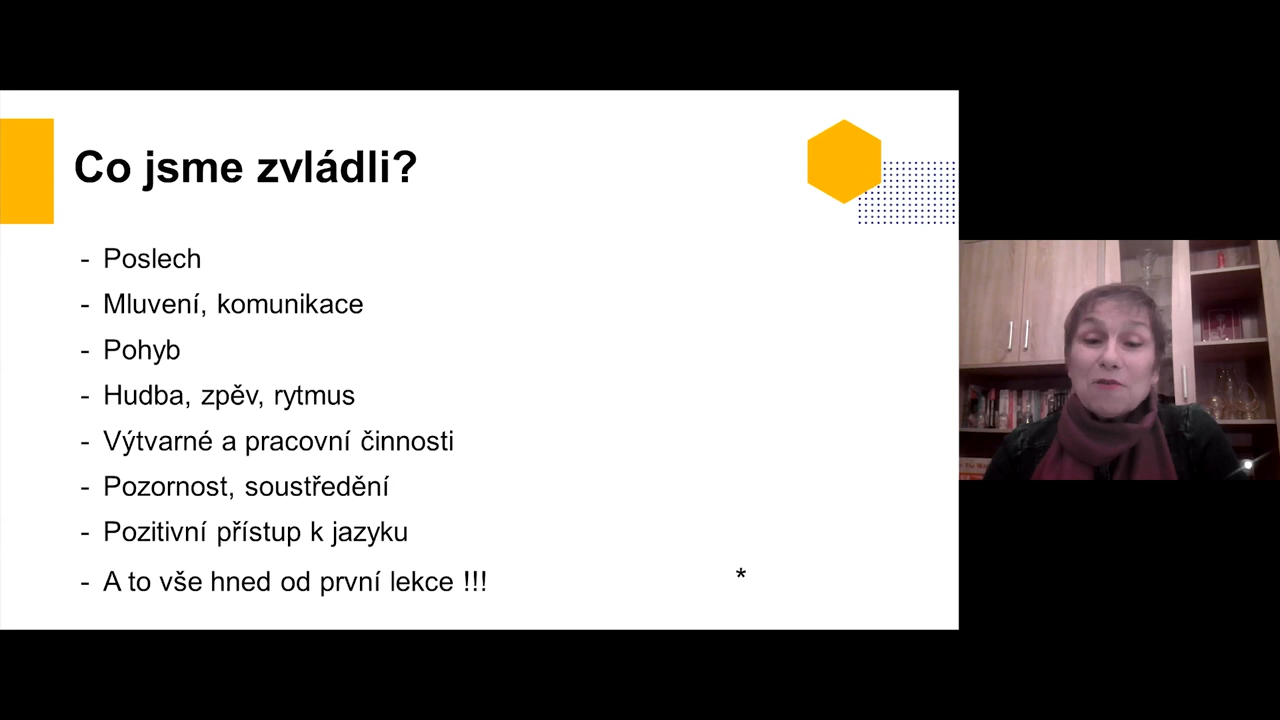 Co jsme zvládli?
- Poslech
- Mluvení, komunikace
- Pohyb
- Hudba, zpěv, rytmus
- Výtvarné a pracovní činnosti
- Pozornost, soustředění
- Pozitivní přístup k jazyku
- A to vše hned od první lekce !!!
*